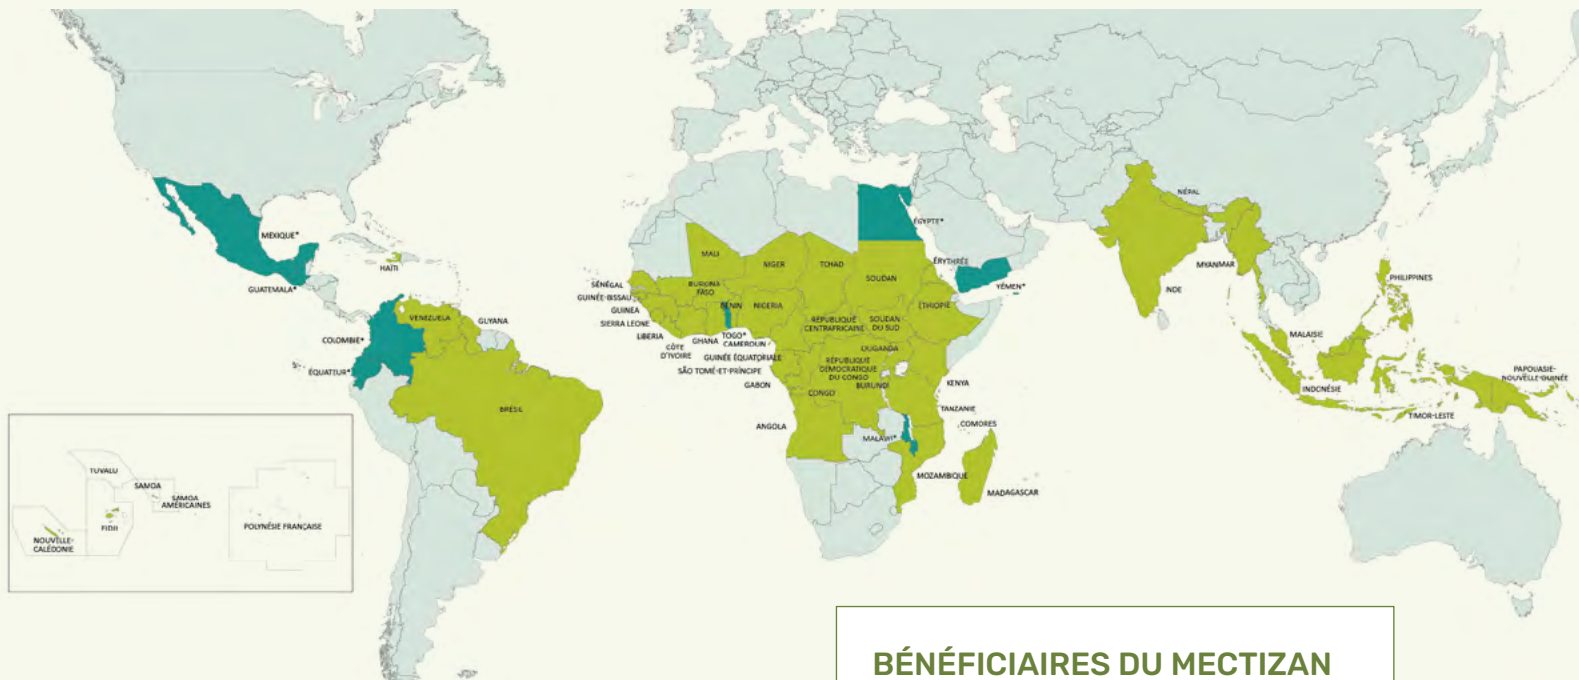 MEXIQUE*
GUATEMALA*
HAÏTI
COLOMBIE*
VENEZUELA
GUYANA
ÉQUATEUR*
BRÉSIL
TUVALU
SAMOA
SAMOA
AMÉRICAINES
FIDJI
NOUVELLE-
CALÉDONIE
POLYNÉSIE FRANÇAISE
ÉGYPTE*
MALI
NIGER
TCHAD
SOUDAN
ÉRYTHRÉE
YÉMEN*
SÉNÉGAL
GUINÉE-BISSAU
GUINEA
SIERRA LEONE
LIBERIA
CÔTE
D'IVOIRE
BURKINA
FASO
GHANA
BÉNIN
TOGO*
NIGERIA
CAMEROUN
GUINÉE ÉQUATORIALE
SÃO TOMÉ-ET-PRÍNCIPE
GABON
RÉPUBLIQUE
CENTRAFRICAINE
SOUDAN
DU SUD
ÉTHIOPIE
OUGANDA
RÉPUBLIQUE
DÉMOCRATIQUE
DU CONGO
BURUNDI
CONGO
KENYA
TANZANIE
ANGOLA
COMORES
MALAWI*
MOZAMBIQUE
MADAGASCAR
NÉPAL
INDE
MYANMAR
PHILIPPINES
MALAISIE
INDONÉSIE
PAPOUASIE-
NOUVELLE-GUINÉE
TIMOR-LESTE
BÉNÉFICIAIRES DU MECTIZAN